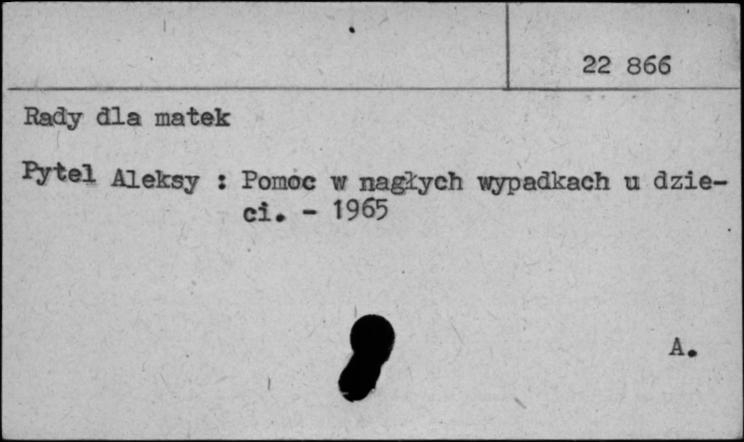 22 866
Rady dla matek
Pytel Aleksy : Pomoc w nagłych wypadkach u dzie-
ci. - 1965
A.